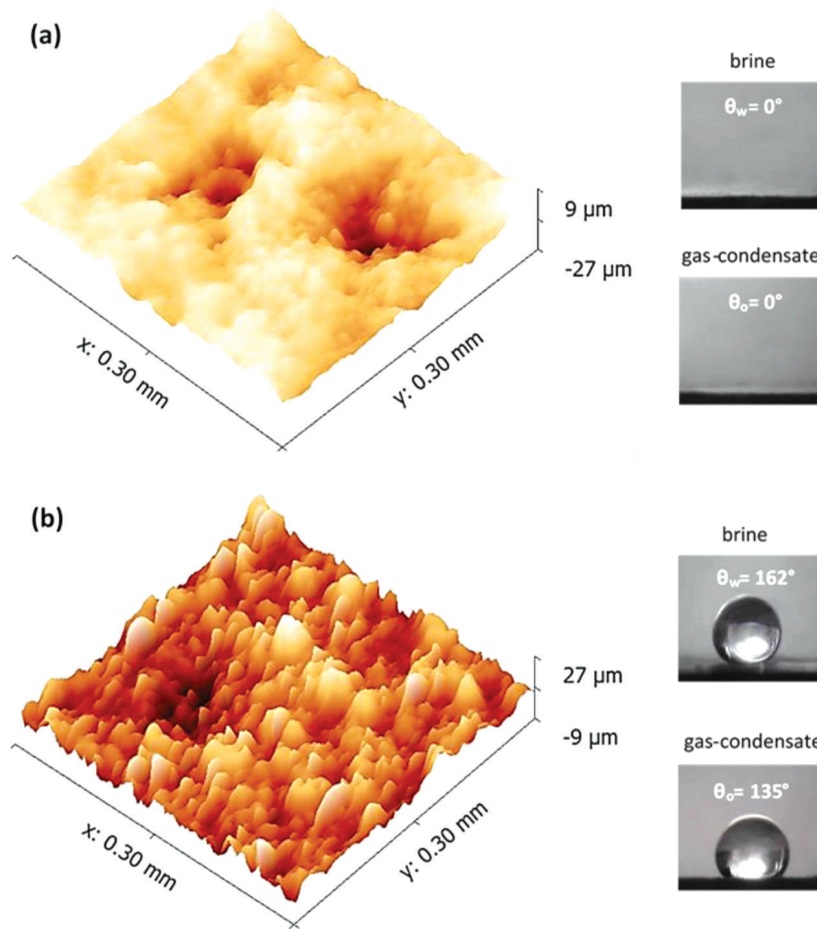 (a)
brine
θw= 0°
9 µm
-27 µm
gas-condensate
θo= 0°
x: 0.30 mm
y: 0.30 mm
(b)
brine
θw= 162°
27 µm
-9 µm
gas-condensate
θo= 135°
x: 0.30 mm
y: 0.30 mm